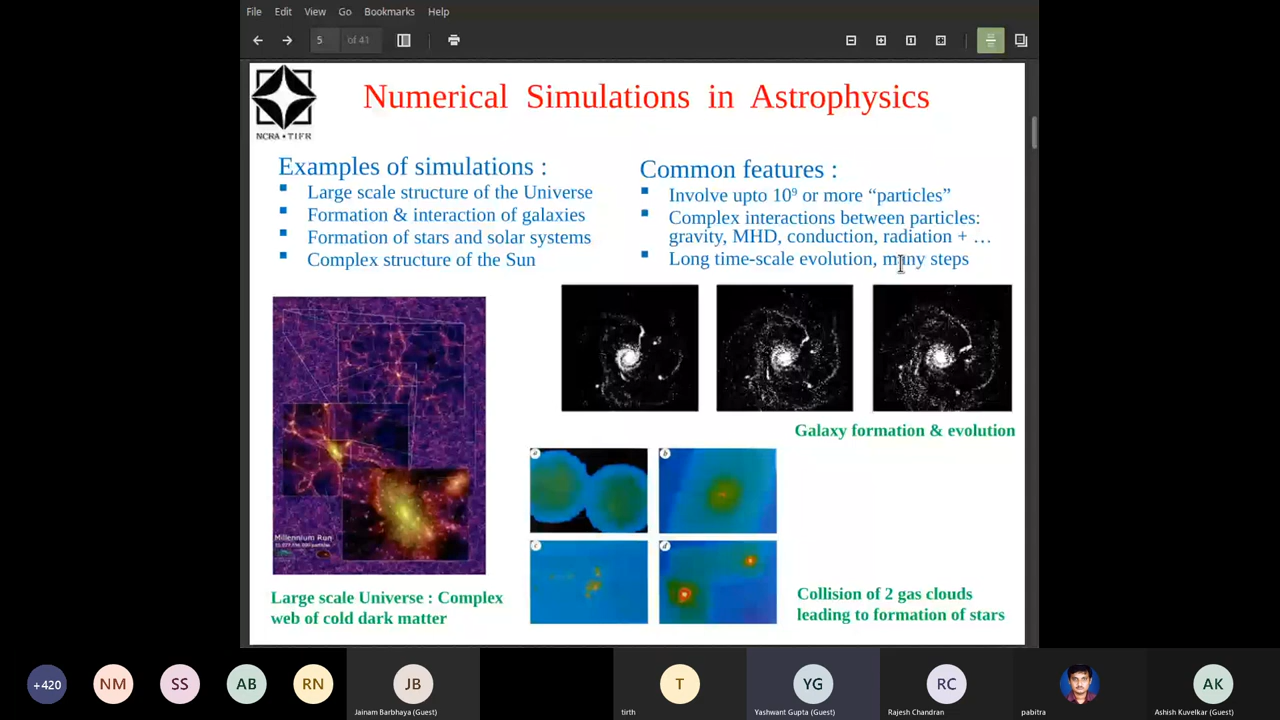 File Edit View Go Bookmarks Help
5 of 41
NCRA • TIFR
Numerical Simulations in Astrophysics
Examples of simulations :
Large scale structure of the Universe
Formation & interaction of galaxies
Formation of stars and solar systems
Complex structure of the Sun
Common features :
Involve upto 10⁹ or more “particles”
Complex interactions between particles:
gravity, MHD, conduction, radiation + …
Long time-scale evolution, many steps
Galaxy formation & evolution
Millennium Run
a
b
c
d
Large scale Universe : Complex
web of cold dark matter
Collision of 2 gas clouds
leading to formation of stars
+420 NM SS AB RN JB T YG RC AK
Jainam Barbhaya (Guest) tirth Yashwant Gupta (Guest) Rajesh Chandran pabitra Ashish Kuvelkar (Guest)